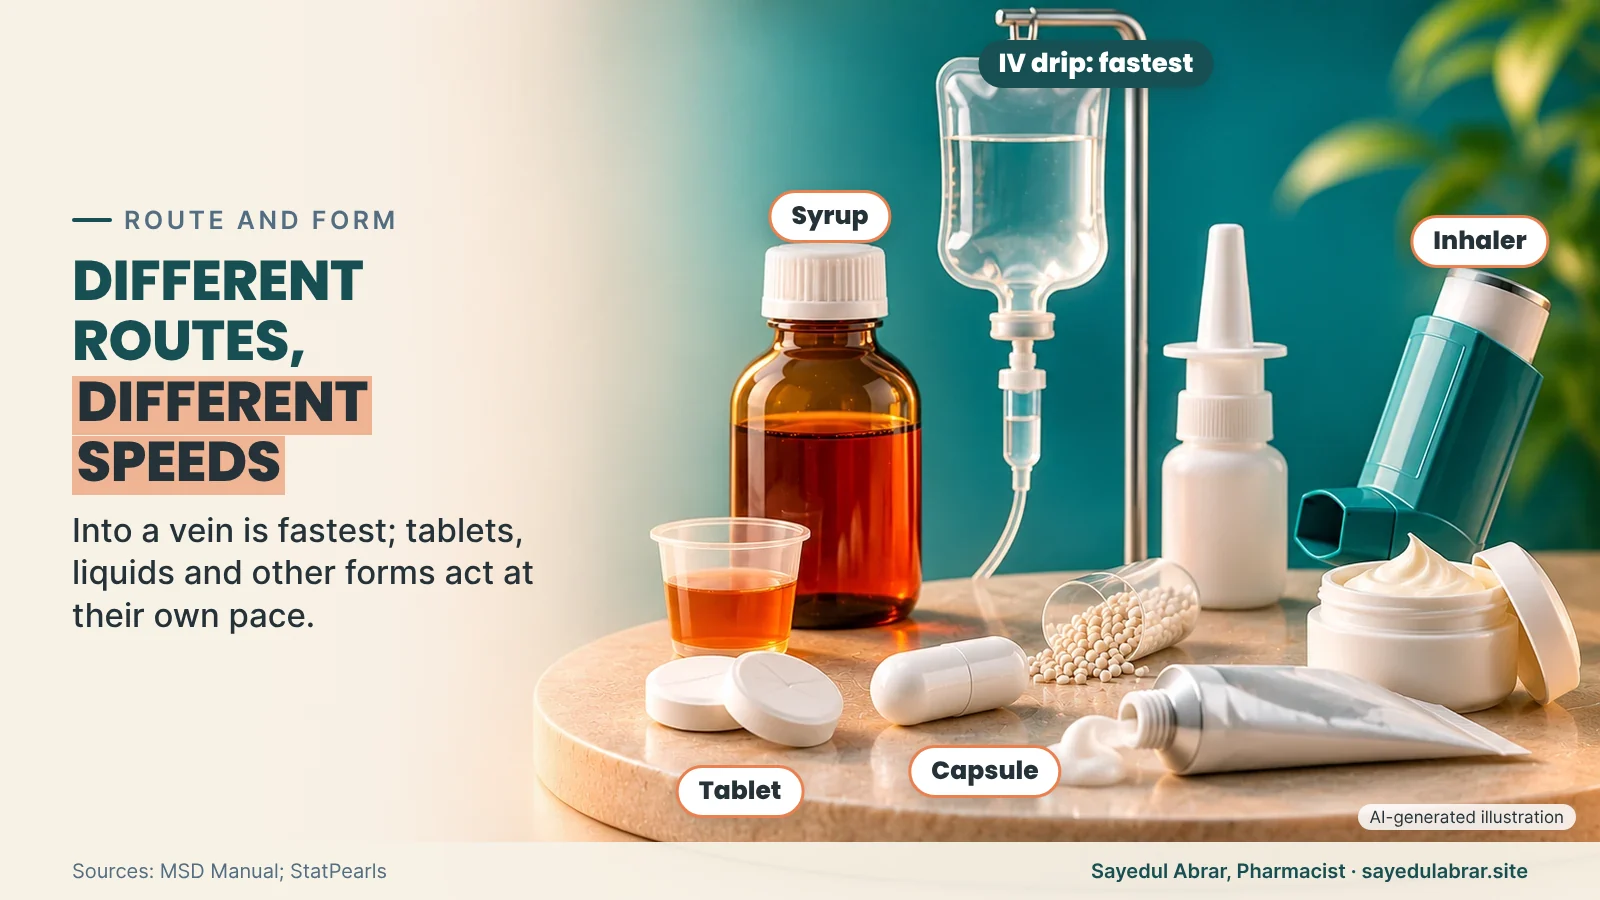 ROUTE AND FORM
DIFFERENT
ROUTES,
DIFFERENT
SPEEDS
Into a vein is fastest; tablets,
liquids and other forms act at
their own pace.
IV drip: fastest
Syrup
Inhaler
Tablet
Capsule
AI-generated illustration
Sources: MSD Manual; StatPearls
Sayedul Abrar, Pharmacist · sayedulabrar.site